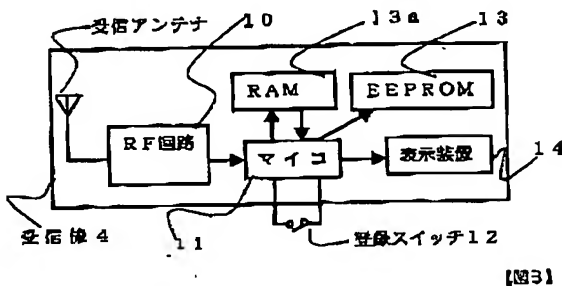 受信アンテナ
10
13a
13
RAM
EEPROM
RF回路
マイコ
表示装置
14
受信機4
11
登録スイッチ12
【図3】